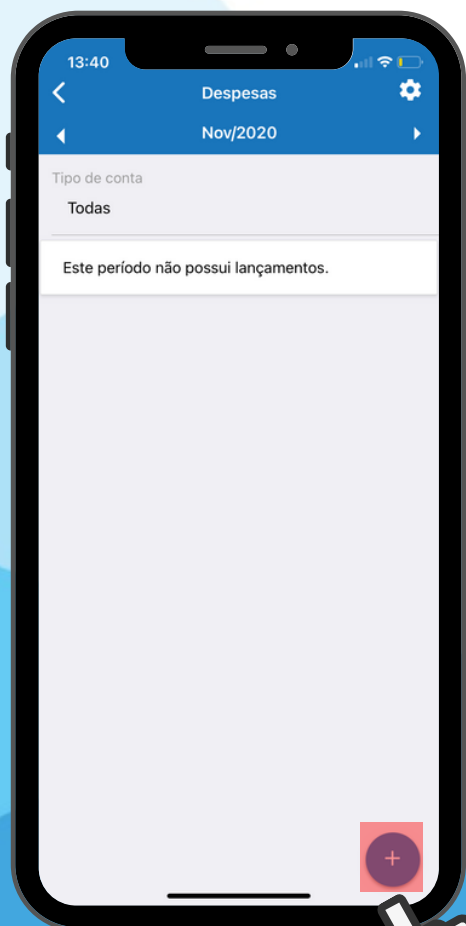 13:40
Despesas
Nov/2020
Tipo de conta
Todas
Este período não possui lançamentos.
+